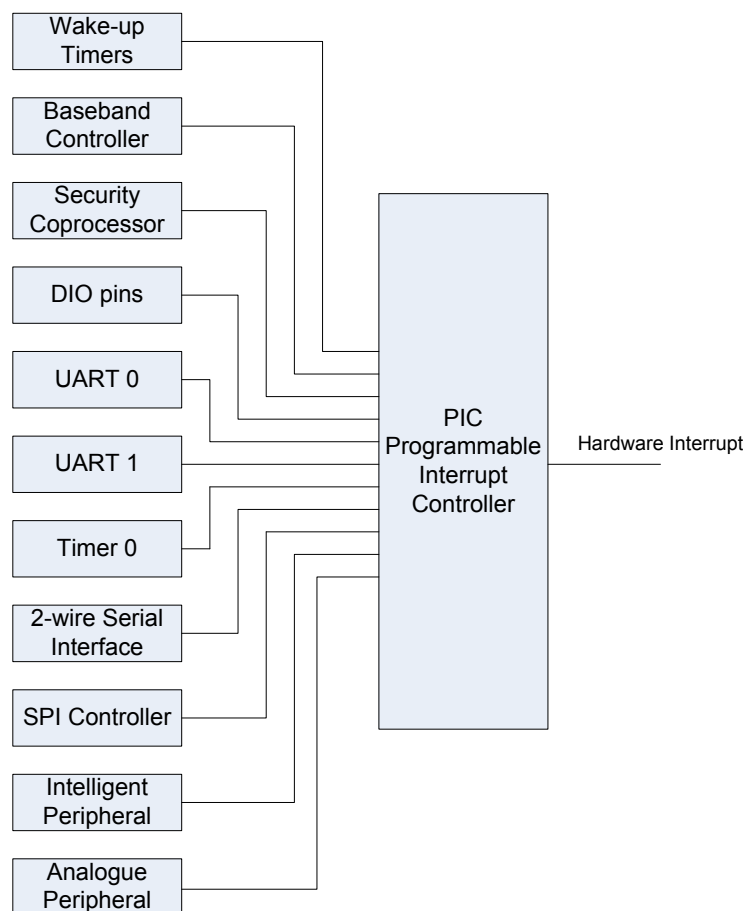 Wake-up
Timers
Baseband
Controller
Security
Coprocessor
DIO pins
UART 0
UART 1
Timer 0
2-wire Serial
Interface
SPI Controller
Intelligent
Peripheral
Analogue
Peripheral
PIC
Programmable
Interrupt
Controller
Hardware Interrupt